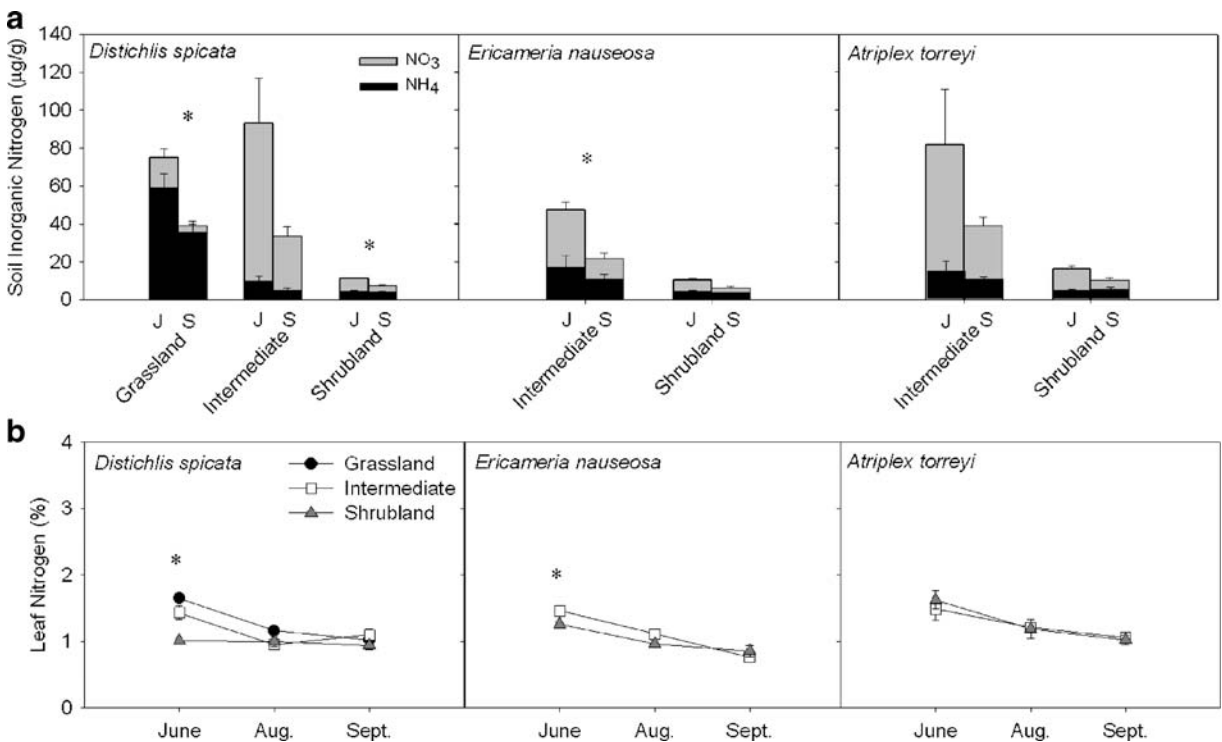 a
Soil Inorganic Nitrogen (µg/g)
140
120
100
80
60
40
20
0
Distichlis spicata
NO3
NH4
*
*
J S
Grassland
J S
Intermediate
J S
Shrubland
Ericameria nauseosa
*
J S
Intermediate
J S
Shrubland
Atriplex torreyi
J S
Intermediate
J S
Shrubland
b
Leaf Nitrogen (%)
4
3
2
1
0
Distichlis spicata
Grassland
Intermediate
Shrubland
*
June Aug. Sept.
Ericameria nauseosa
*
June Aug. Sept.
Atriplex torreyi
June Aug. Sept.